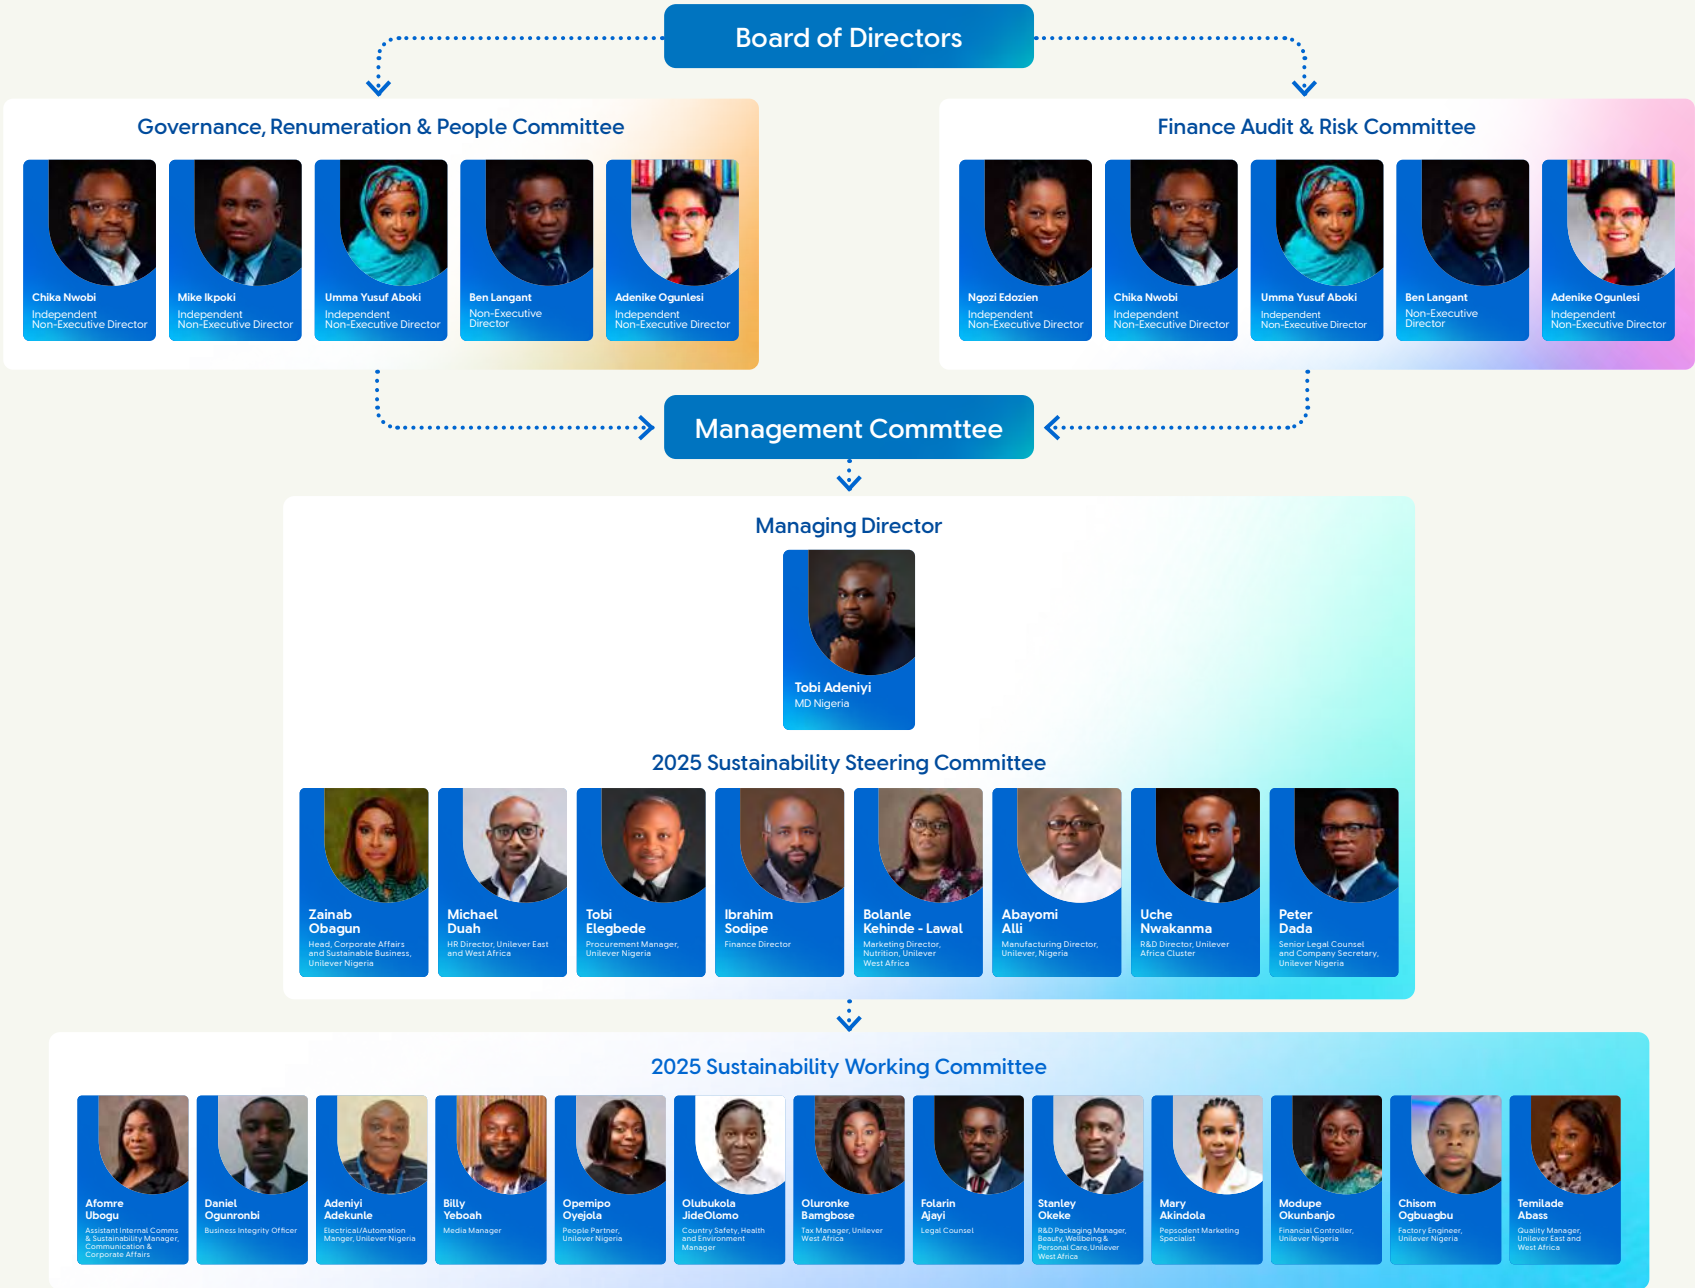 Board of Directors
Governance, Renumeration & People Committee
Chika Nwobi
Independent
Non-Executive Director
Mike Ikpoki
Independent
Non-Executive Director
Umma Yusuf Aboki
Independent
Non-Executive Director
Ben Langant
Non-Executive
Director
Adenike Ogunlesi
Independent
Non-Executive Director
Finance Audit & Risk Committee
Ngozi Edozien
Independent
Non-Executive Director
Chika Nwobi
Independent
Non-Executive Director
Umma Yusuf Aboki
Independent
Non-Executive Director
Ben Langant
Non-Executive
Director
Adenike Ogunlesi
Independent
Non-Executive Director
Management Commttee
Managing Director
Tobi Adeniyi
MD Nigeria
2025 Sustainability Steering Committee
Zainab
Obagun
Head, Corporate Affairs
and Sustainable Business,
Unilever Nigeria
Michael
Duah
HR Director, Unilever East
and West Africa
Tobi
Elegbede
Procurement Manager,
Unilever Nigeria
Ibrahim
Sodipe
Finance Director
Bolanle
Kehinde - Lawal
Marketing Director,
Nutrition, Unilever
West Africa
Abayomi
Alli
Manufacturing Director,
Unilever, Nigeria
Uche
Nwakanma
R&D Director, Unilever
Africa Cluster
Peter
Dada
Senior Legal Counsel
and Company Secretary,
Unilever Nigeria
2025 Sustainability Working Committee
Afomre
Ubogu
Assistant Internal Comms
& Sustainability Manager,
Communication &
Corporate Affairs
Daniel
Ogunronbi
Business Integrity Officer
Adeniyi
Adekunle
Electrical/Automation
Manger, Unilever Nigeria
Billy
Yeboah
Media Manager
Opemipo
Oyejola
People Partner,
Unilever Nigeria
Olubukola
JideOlomo
Country Safety, Health
and Environment
Manager
Oluronke
Bamgbose
Tax Manager, Unilever
West Africa
Folarin
Ajayi
Legal Counsel
Stanley
Okeke
R&D Packaging Manager,
Beauty, Wellbeing &
Personal Care, Unilever
West Africa
Mary
Akindola
Pepsodent Marketing
Specialist
Modupe
Okunbanjo
Financial Controller,
Unilever Nigeria
Chisom
Ogbuagbu
Factory Engineer,
Unilever Nigeria
Temilade
Abass
Quality Manager,
Unilever East and
West Africa